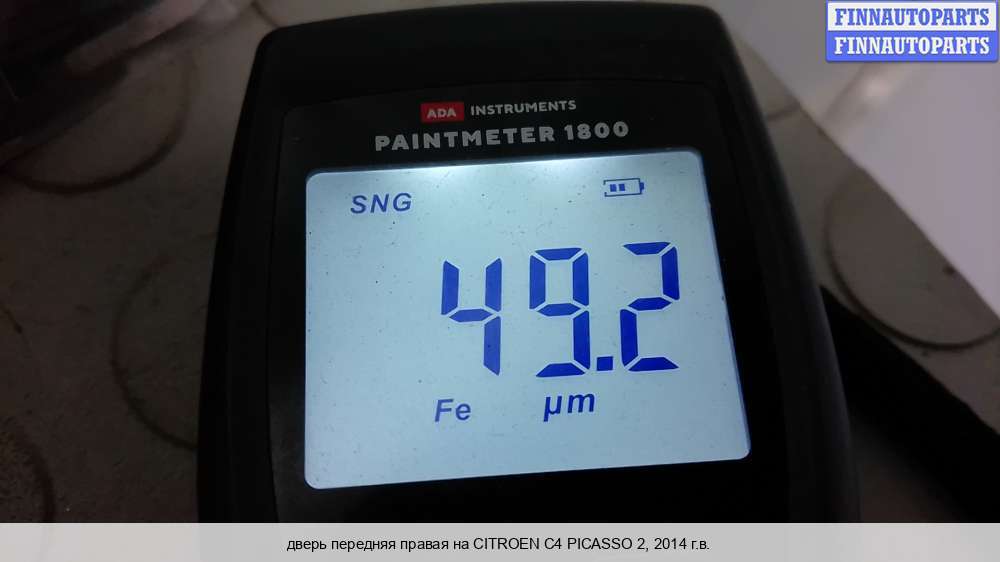 FINNAUTOPARTS
FINNAUTOPARTS
ADA INSTRUMENTS
PAINTMETER 1800
SNG
49.2
Fe µm
дверь передняя правая на CITROEN C4 PICASSO 2, 2014 г.в.